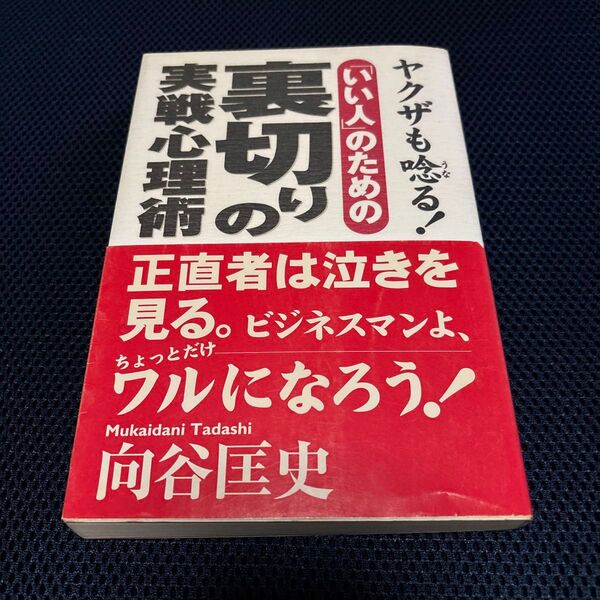 ヤクザも唸る!
うな
「いい人」のための
裏切りの
実戦心理術
正直者は泣きを
見る。ビジネスマンよ、
ちょっとだけ
ワルになろう!
Mukaidani Tadashi
向谷匡史